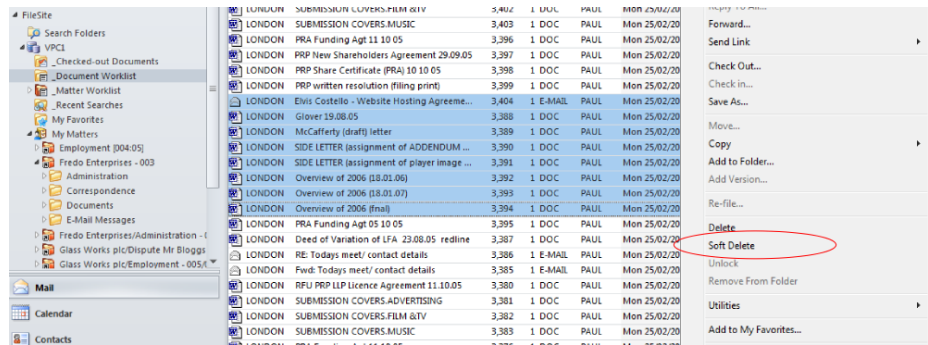 FileSite
Search Folders
VPC1
_Checked-out Documents
_Document Worklist
_Matter Worklist
_Recent Searches
My Favorites
My Matters
Employment [004:05]
Fredo Enterprises - 003
Administration
Correspondence
Documents
E-Mail Messages
Fredo Enterprises/Administration -
Glass Works plc/Dispute Mr Bloggs
Glass Works plc/Employment - 005/
Mail
Calendar
Contacts
LONDON SUBMISSION COVERS.FILM &TV 3,402 1 DOC PAUL Mon 25/02/20
LONDON SUBMISSION COVERS.MUSIC 3,403 1 DOC PAUL Mon 25/02/20
LONDON PRA Funding Agt 11 10 05 3,396 1 DOC PAUL Mon 25/02/20
LONDON PRP New Shareholders Agreement 29.09.05 3,397 1 DOC PAUL Mon 25/02/20
LONDON PRP Share Certificate (PRA) 10 10 05 3,398 1 DOC PAUL Mon 25/02/20
LONDON PRP written resolution (filing print) 3,399 1 DOC PAUL Mon 25/02/20
LONDON Elvis Costello - Website Hosting Agreeme... 3,404 1 E-MAIL PAUL Mon 25/02/20
LONDON Glover 19.08.05 3,388 1 DOC PAUL Mon 25/02/20
LONDON McCafferty (draft) letter 3,389 1 DOC PAUL Mon 25/02/20
LONDON SIDE LETTER (assignment of ADDENDUM ... 3,390 1 DOC PAUL Mon 25/02/20
LONDON SIDE LETTER (assignment of player image ... 3,391 1 DOC PAUL Mon 25/02/20
LONDON Overview of 2006 (18.01.06) 3,392 1 DOC PAUL Mon 25/02/20
LONDON Overview of 2006 (18.01.07) 3,393 1 DOC PAUL Mon 25/02/20
LONDON Overview of 2006 (fnal) 3,394 1 DOC PAUL Mon 25/02/20
LONDON PRA Funding Agt 05 10 05 3,395 1 DOC PAUL Mon 25/02/20
LONDON Deed of Variation of LFA 23.08.05 redline 3,387 1 DOC PAUL Mon 25/02/20
LONDON RE: Todays meet/ contact details 3,386 1 E-MAIL PAUL Mon 25/02/20
LONDON Fwd: Todays meet/ contact details 3,385 1 E-MAIL PAUL Mon 25/02/20
LONDON RFU PRP LLP Licence Agreement 11.10.05 3,380 1 DOC PAUL Mon 25/02/20
LONDON SUBMISSION COVERS.ADVERTISING 3,381 1 DOC PAUL Mon 25/02/20
LONDON SUBMISSION COVERS.FILM &TV 3,382 1 DOC PAUL Mon 25/02/20
LONDON SUBMISSION COVERS.MUSIC 3,383 1 DOC PAUL Mon 25/02/20
Reply To All...
Forward...
Send Link
Check Out...
Check in...
Save As...
Move...
Copy
Add to Folder...
Add Version...
Re-file...
Delete
Soft Delete
Unlock
Remove From Folder
Utilities
Add to My Favorites...